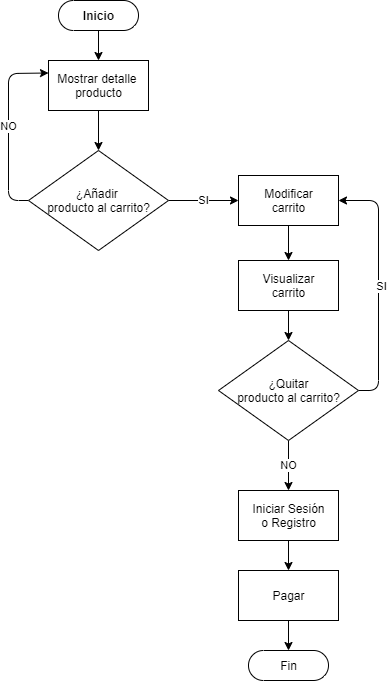 Inicio
Mostrar detalle
producto
NO
¿Añadir
producto al carrito?
SI
Modificar
carrito
Visualizar
carrito
SI
¿Quitar
producto al carrito?
NO
Iniciar Sesión
o Registro
Pagar
Fin